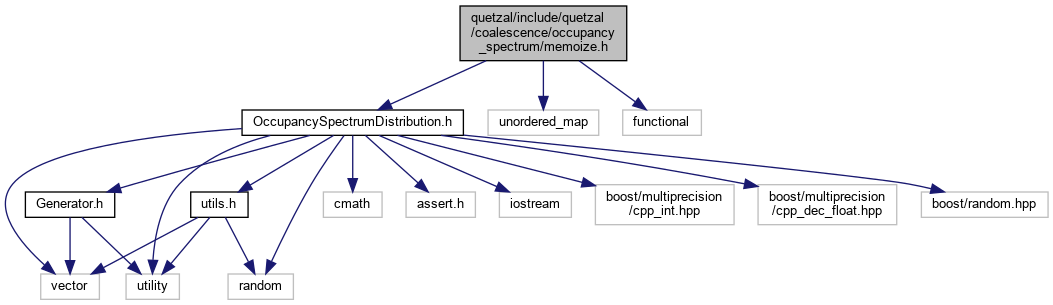 quetzal/include/quetzal
/coalescence/occupancy
_spectrum/memoize.h
OccupancySpectrumDistribution.h
unordered_map
functional
Generator.h
utils.h
cmath
assert.h
iostream
boost/multiprecision
/cpp_int.hpp
boost/multiprecision
/cpp_dec_float.hpp
boost/random.hpp
vector
utility
random